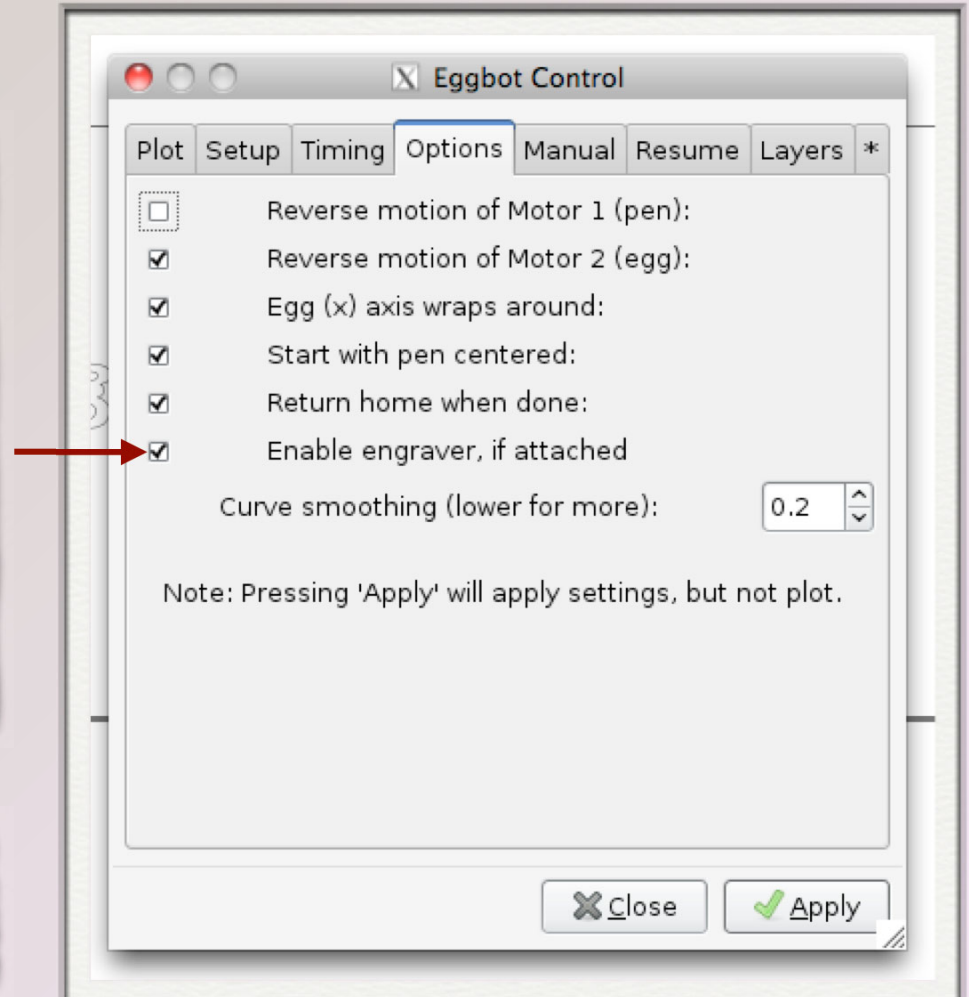 Eggbot Control
Plot Setup Timing Options Manual Resume Layers *
Reverse motion of Motor 1 (pen):
Reverse motion of Motor 2 (egg):
Egg (x) axis wraps around:
Start with pen centered:
Return home when done:
Enable engraver, if attached
Curve smoothing (lower for more): 0.2
Note: Pressing 'Apply' will apply settings, but not plot.
Close Apply